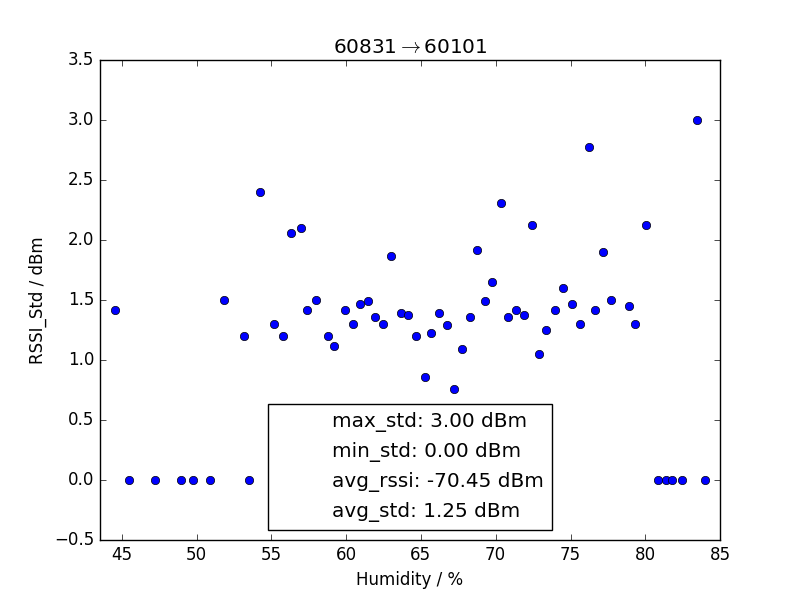 60831→60101
3.5
3.0
2.5
2.0
1.5
1.0
0.5
0.0
−0.5
RSSI_Std / dBm
max_std: 3.00 dBm
min_std: 0.00 dBm
avg_rssi: -70.45 dBm
avg_std: 1.25 dBm
45 50 55 60 65 70 75 80 85
Humidity / %